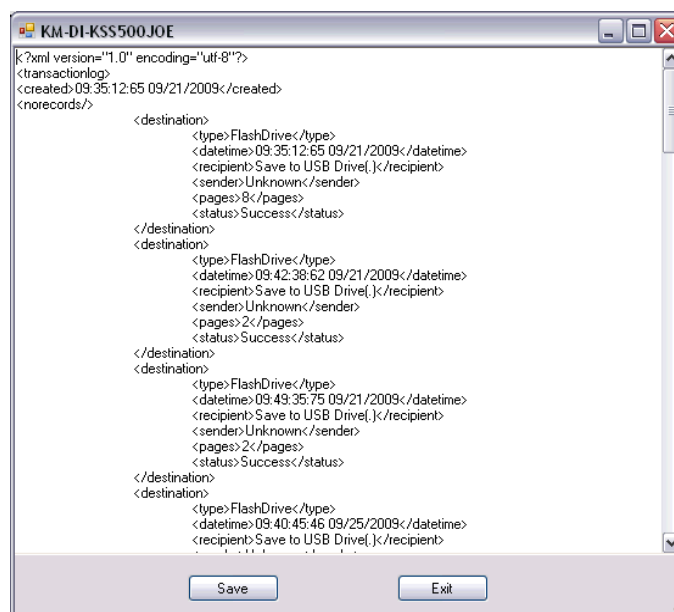 KM-DI-KSS500JOE
<?xml version="1.0" encoding="utf-8"?>
<transactionlog>
<created>09:35:12:65 09/21/2009</created>
<norecords/>
<destination>
<type>FlashDrive</type>
<datetime>09:35:12:65 09/21/2009</datetime>
<recipient>Save to USB Drive(.)</recipient>
<sender>Unknown</sender>
<pages>8</pages>
<status>Success</status>
</destination>
<destination>
<type>FlashDrive</type>
<datetime>09:42:38:62 09/21/2009</datetime>
<recipient>Save to USB Drive(.)</recipient>
<sender>Unknown</sender>
<pages>2</pages>
<status>Success</status>
</destination>
<destination>
<type>FlashDrive</type>
<datetime>09:49:35:75 09/21/2009</datetime>
<recipient>Save to USB Drive(.)</recipient>
<sender>Unknown</sender>
<pages>2</pages>
<status>Success</status>
</destination>
<destination>
<type>FlashDrive</type>
<datetime>09:40:45:46 09/25/2009</datetime>
<recipient>Save to USB Drive(.)</recipient>
Save Exit